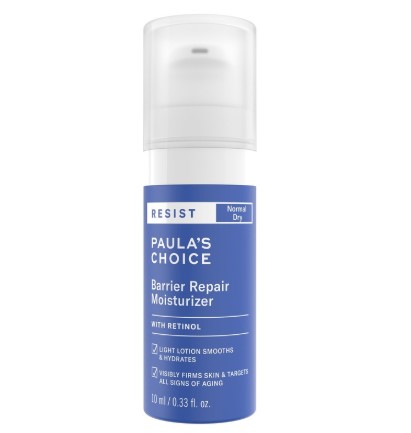 RESIST
Normal
Dry
PAULA'S
CHOICE
Barrier Repair
Moisturizer
WITH RETINOL
LIGHT LOTION SMOOTHS
& HYDRATES
VISIBLY FIRMS SKIN & TARGETS
ALL SIGNS OF AGING
10 ml / 0.33 fl. oz.